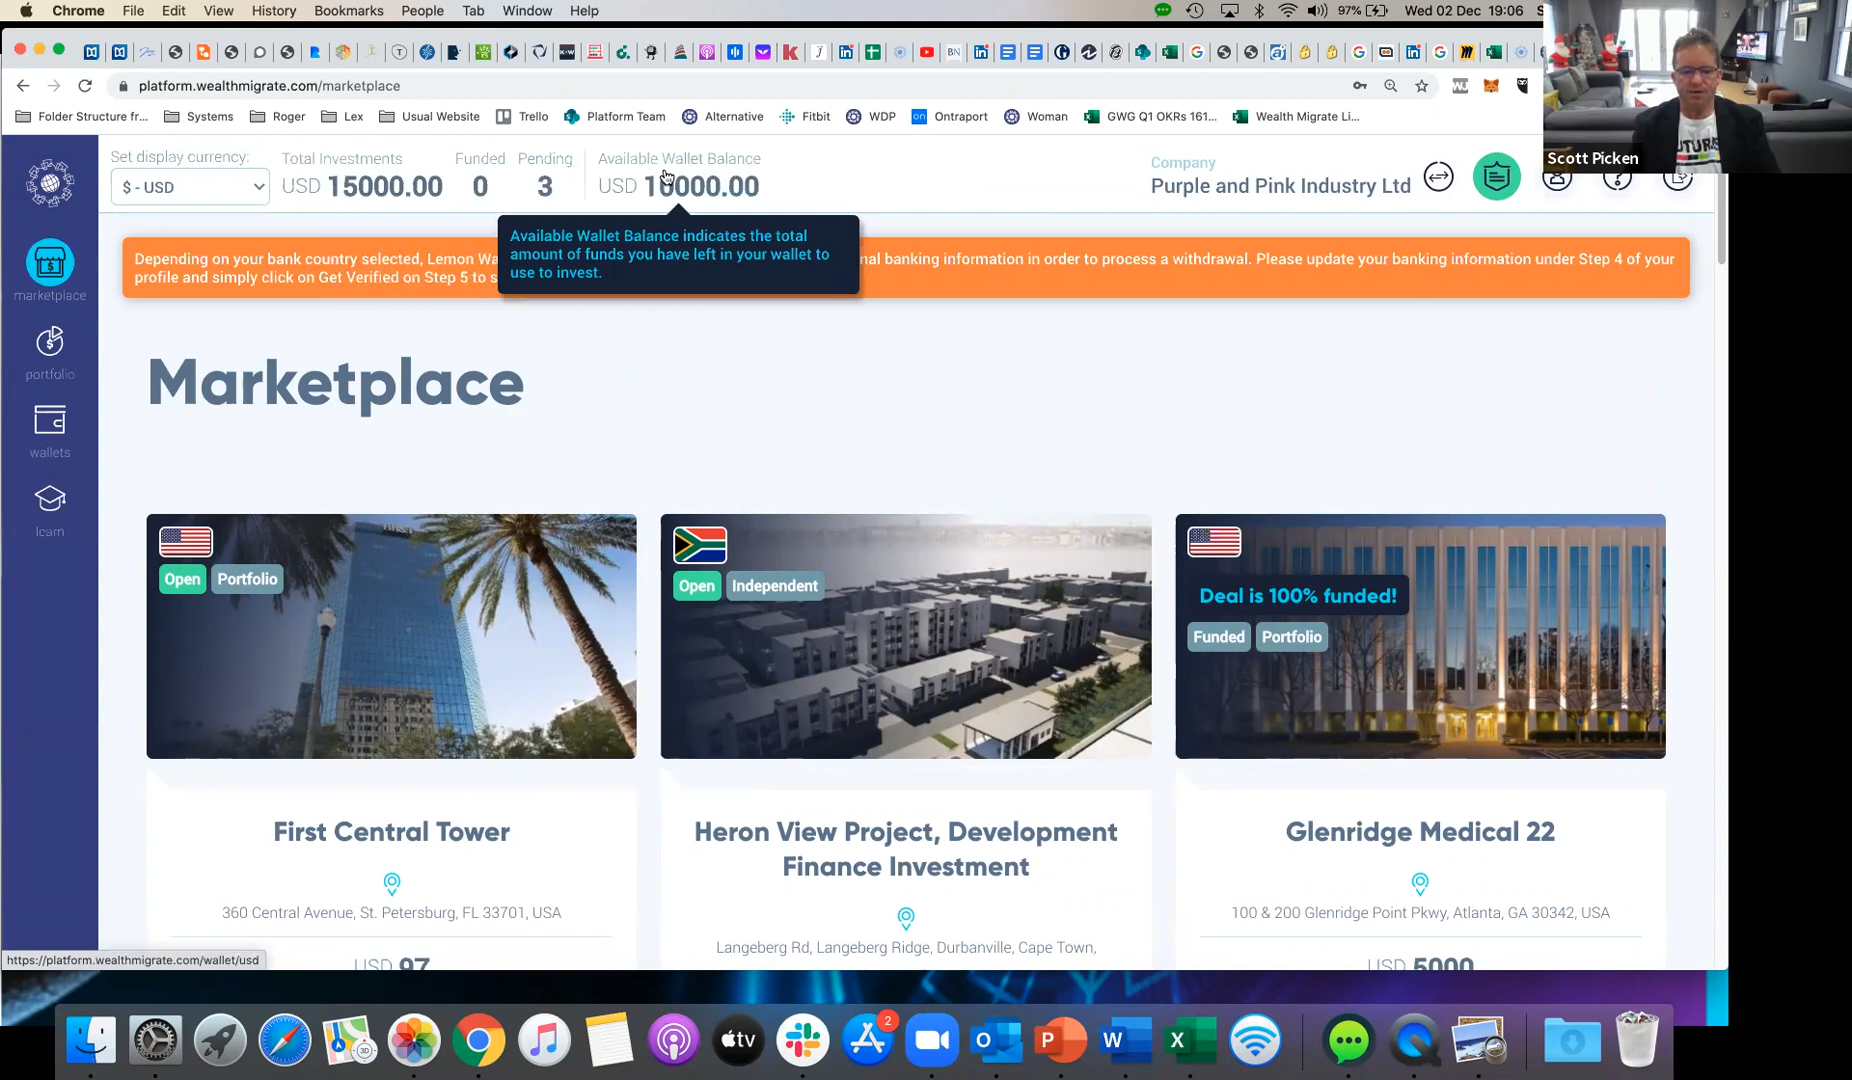 Chrome File Edit View History Bookmarks People Tab Window Help
97% Wed 02 Dec 19:06
platform.wealthmigrate.com/marketplace
Folder Structure fr... Systems Roger Lex Usual Website Trello Platform Team Alternative Fitbit WDP Ontraport Woman GWG Q1 OKRs 161... Wealth Migrate Li...
Scott Picken
Set display currency:
$ - USD
Total Investments
USD 15000.00
Funded
0
Pending
3
Available Wallet Balance
USD 10000.00
Company
Purple and Pink Industry Ltd
Available Wallet Balance indicates the total
amount of funds you have left in your wallet to
use to invest.
Depending on your bank country selected, Lemon Wa
nal banking information in order to process a withdrawal. Please update your banking information under Step 4 of your
profile and simply click on Get Verified on Step 5 to s
marketplace
portfolio
wallets
learn
Marketplace
Open Portfolio
Open Independent
Deal is 100% funded!
Funded Portfolio
First Central Tower
360 Central Avenue, St. Petersburg, FL 33701, USA
USD 97
Heron View Project, Development
Finance Investment
Langeberg Rd, Langeberg Ridge, Durbanville, Cape Town,
Glenridge Medical 22
100 & 200 Glenridge Point Pkwy, Atlanta, GA 30342, USA
USD 5000
https://platform.wealthmigrate.com/wallet/usd
tv
2